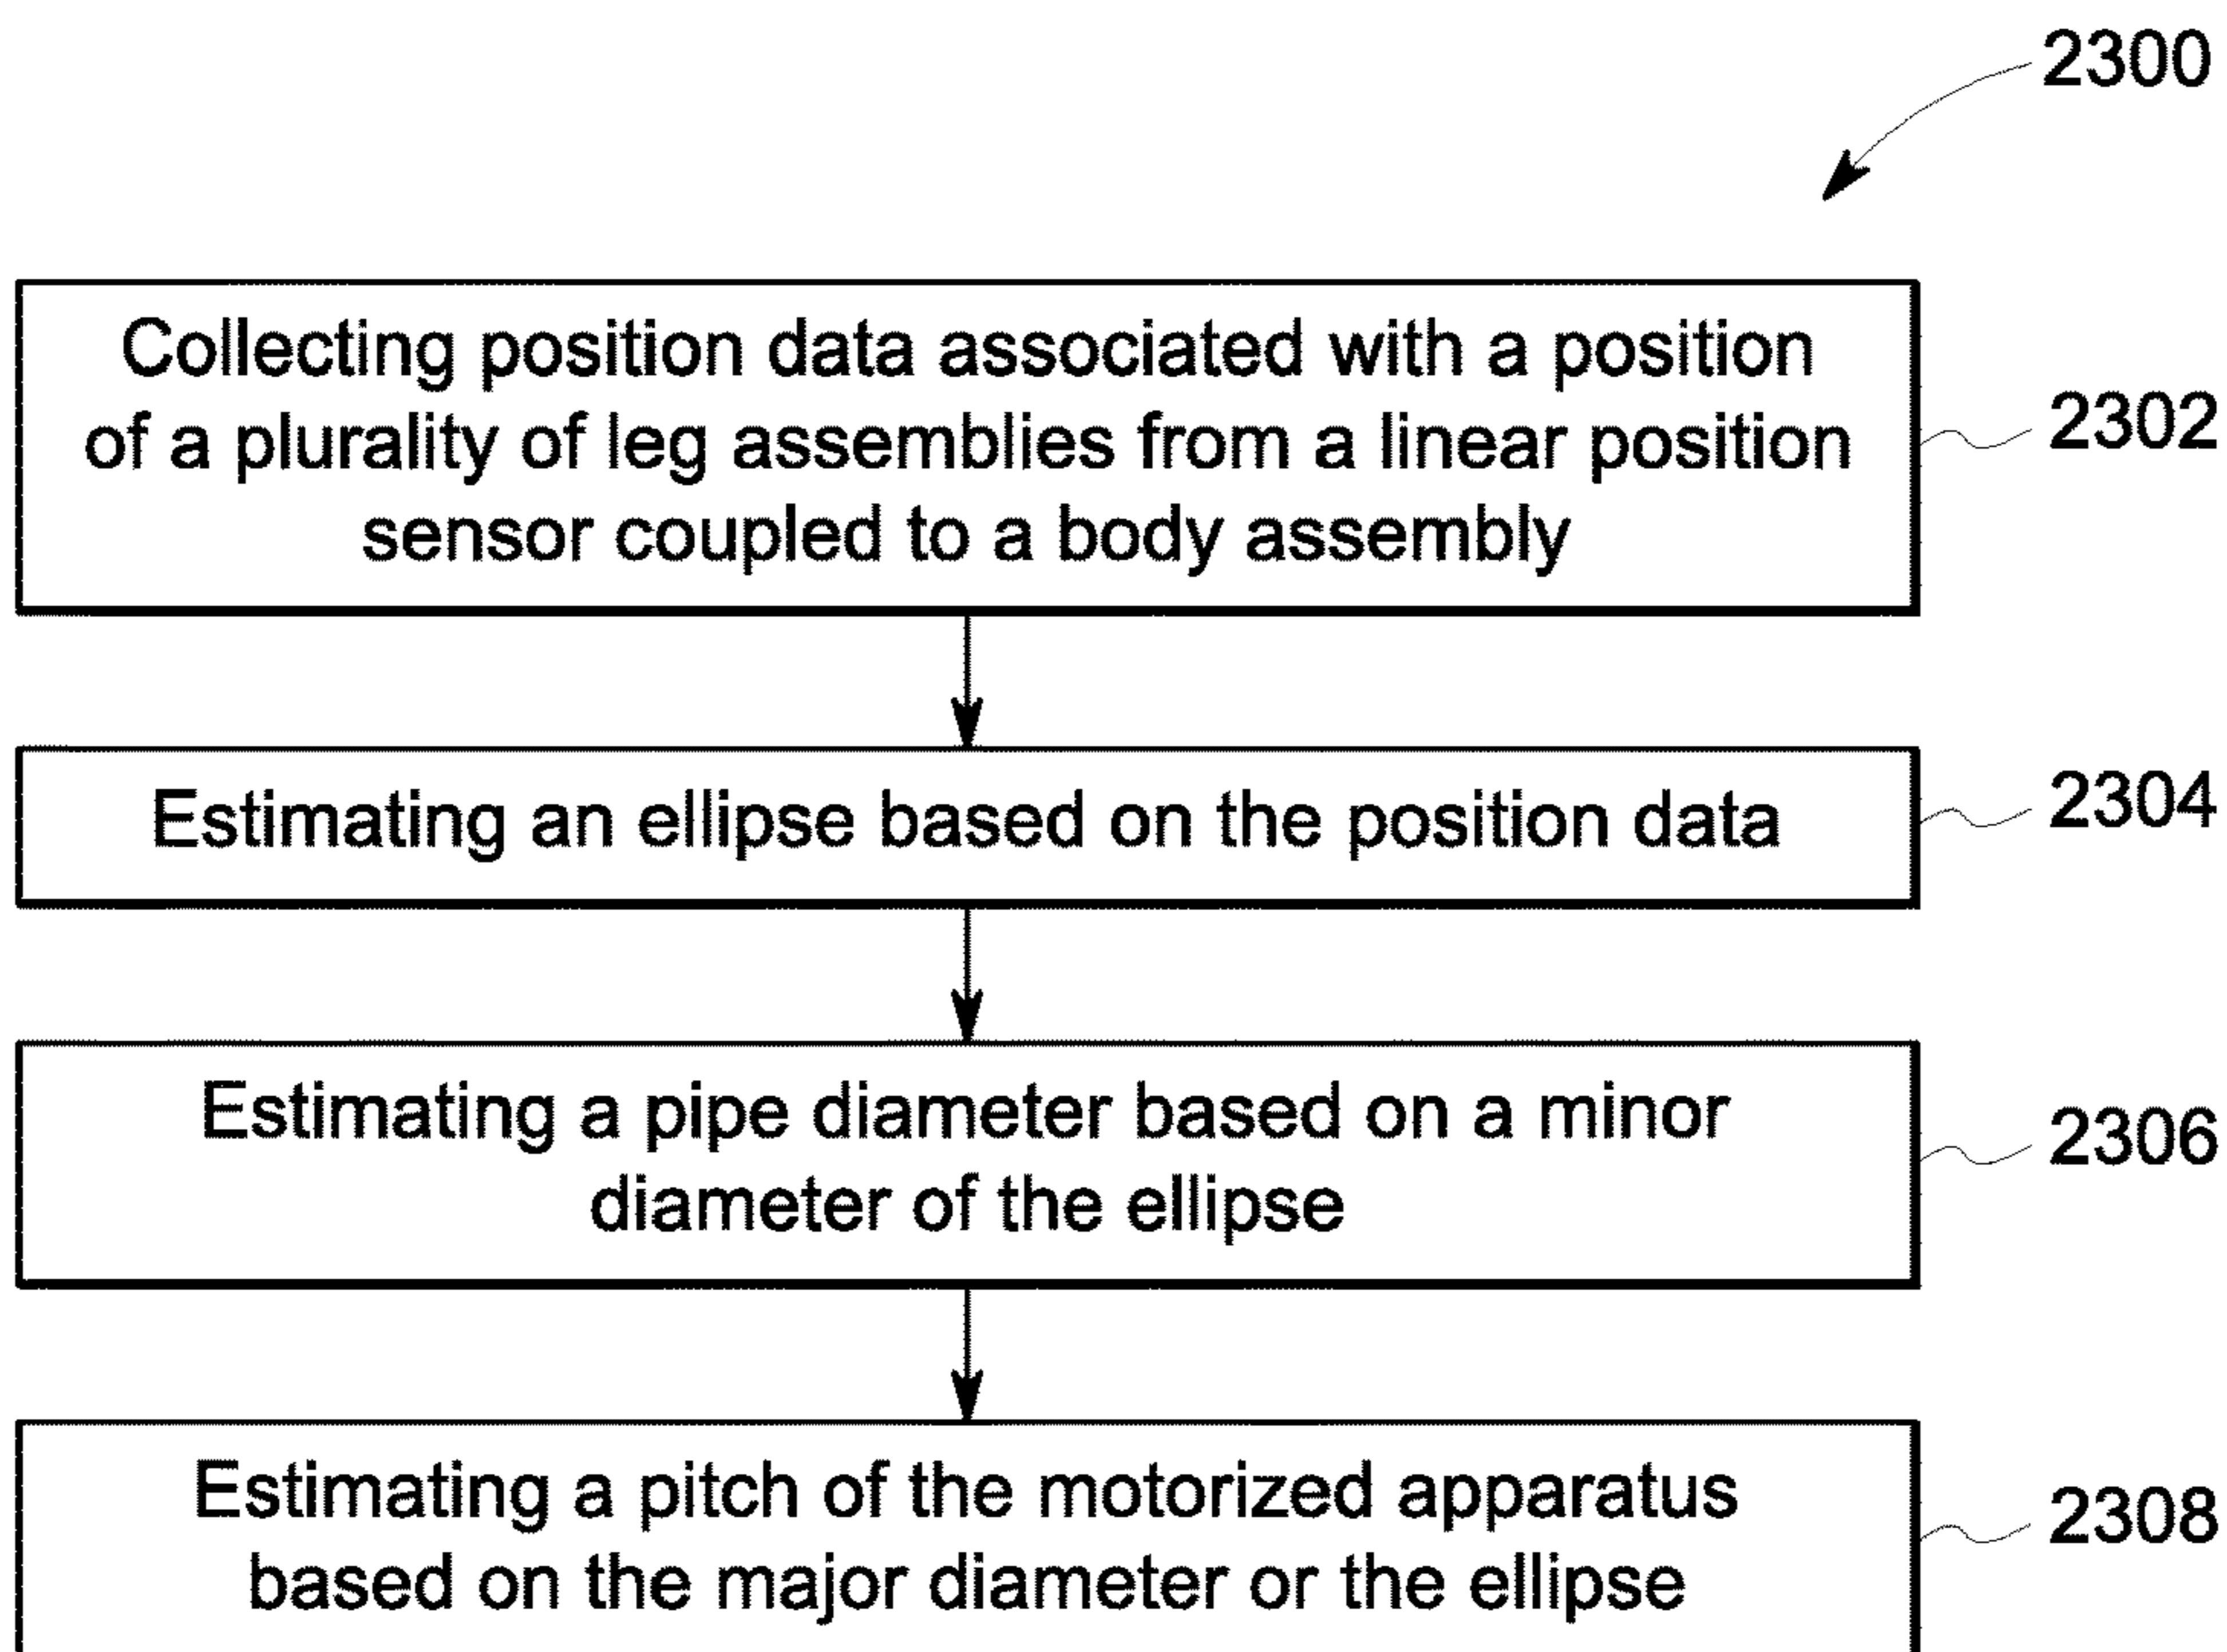 2300
Collecting position data associated with a position
of a plurality of leg assemblies from a linear position
sensor coupled to a body assembly
2302
Estimating an ellipse based on the position data
2304
Estimating a pipe diameter based on a minor
diameter of the ellipse
2306
Estimating a pitch of the motorized apparatus
based on the major diameter or the ellipse
2308